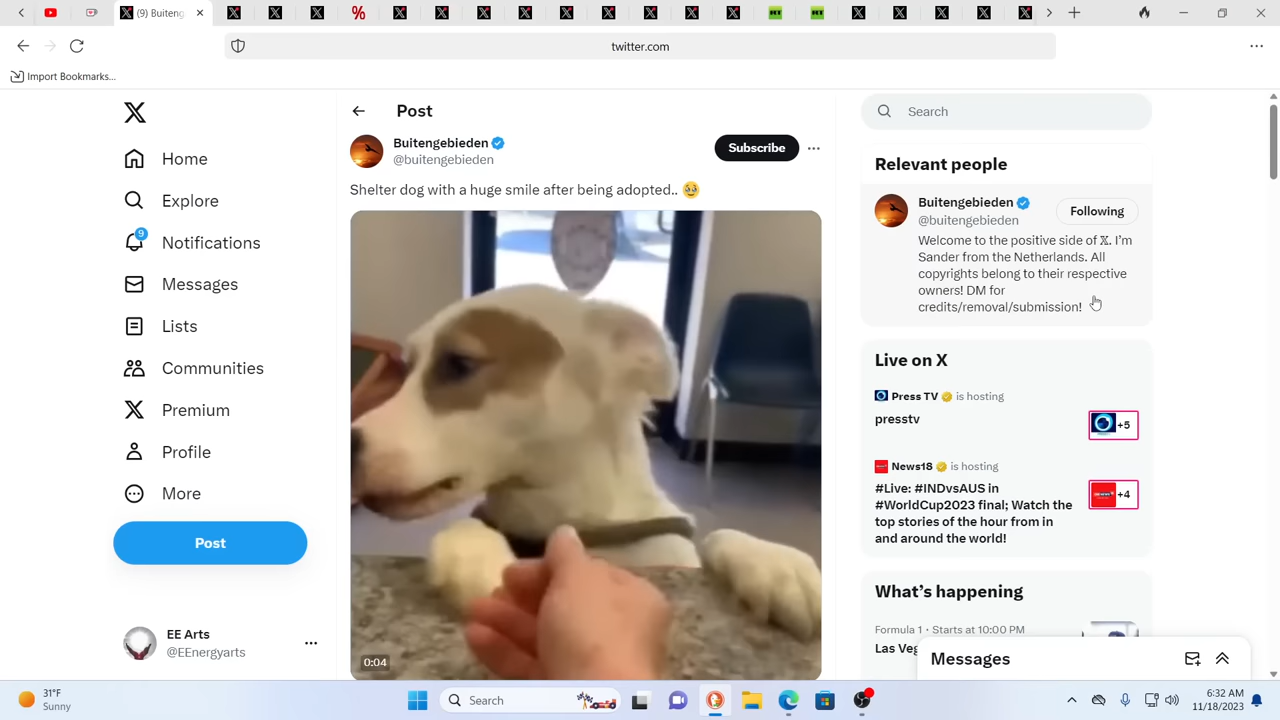 (9) Buiteng
twitter.com
Import Bookmarks...
Home
Explore
9
Notifications
Messages
Lists
Communities
Premium
Profile
More
Post
EE Arts
@EEnergyarts
Post
Buitengebieden
@buitengebieden
Subscribe
Shelter dog with a huge smile after being adopted.. 🥹
0:04
Search
Relevant people
Buitengebieden
@buitengebieden
Following
Welcome to the positive side of 𝕏. I'm
Sander from the Netherlands. All
copyrights belong to their respective
owners! DM for
credits/removal/submission!
Live on X
Press TV is hosting
presstv
+5
News18 is hosting
#Live: #INDvsAUS in
#WorldCup2023 final; Watch the
top stories of the hour from in
and around the world!
+4
What's happening
Formula 1 · Starts at 10:00 PM
Las Veg
Messages
31°F
Sunny
Search
6:32 AM
11/18/2023